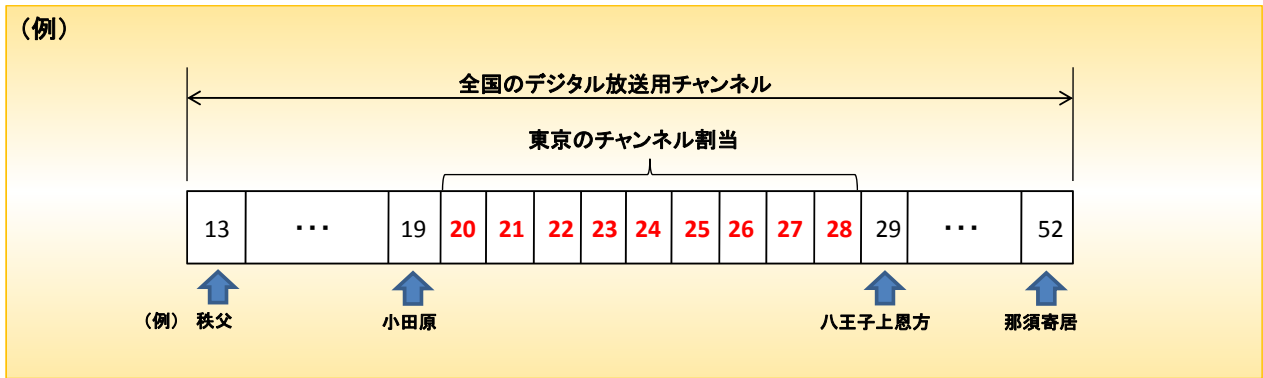 （例）
全国のデジタル放送用チャンネル
東京のチャンネル割当
13 ・・・ 19 20 21 22 23 24 25 26 27 28 29 ・・・ 52
（例） 秩父 小田原 八王子上恩方 那須寄居